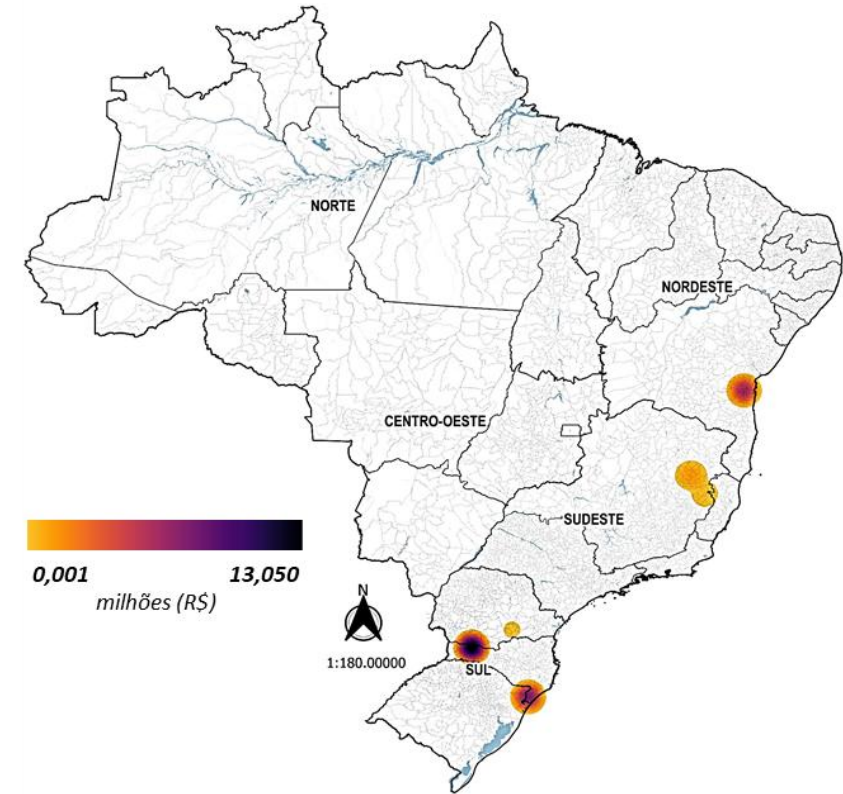 NORTE
NORDESTE
CENTRO-OESTE
SUDESTE
0,001 13,050
milhões (R$)
N
1:180.00000
SUL